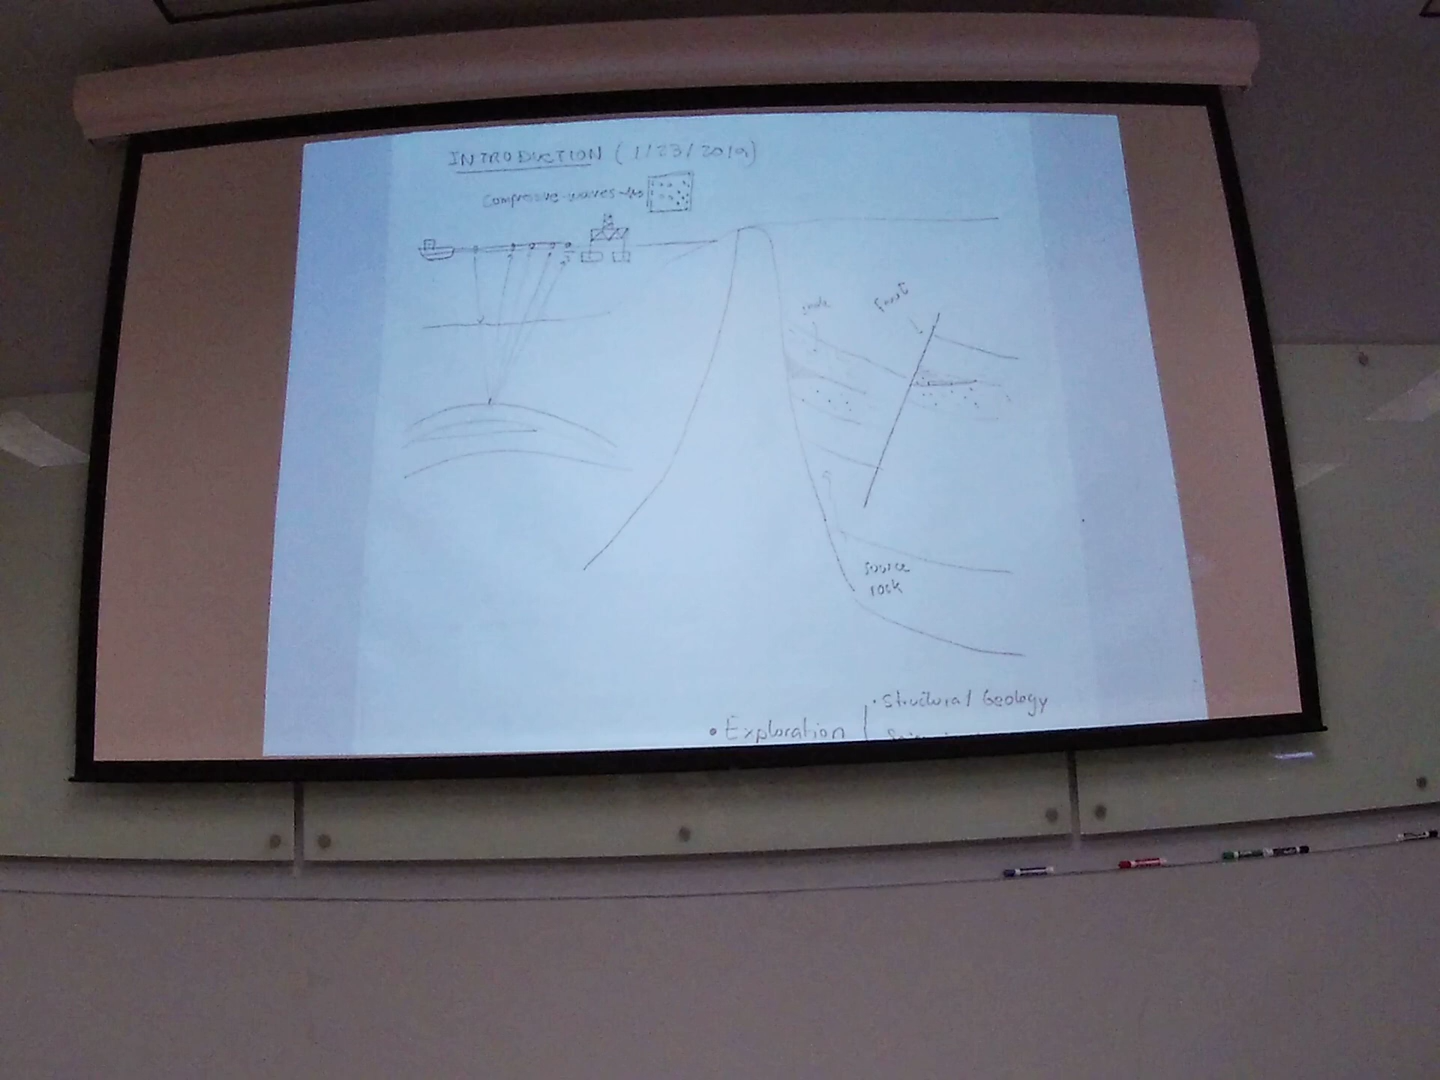 INTRODUCTION (1/23/2019)
Compressive-waves
fault
source
rock
• Structural Geology
• Exploration